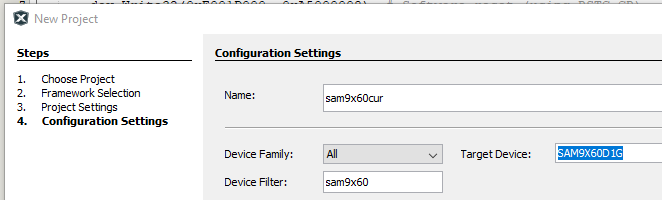 New Project
Steps
1. Choose Project
2. Framework Selection
3. Project Settings
4. Configuration Settings
Configuration Settings
Name: sam9x60cur
Device Family: All Target Device: SAM9X60D1G
Device Filter: sam9x60